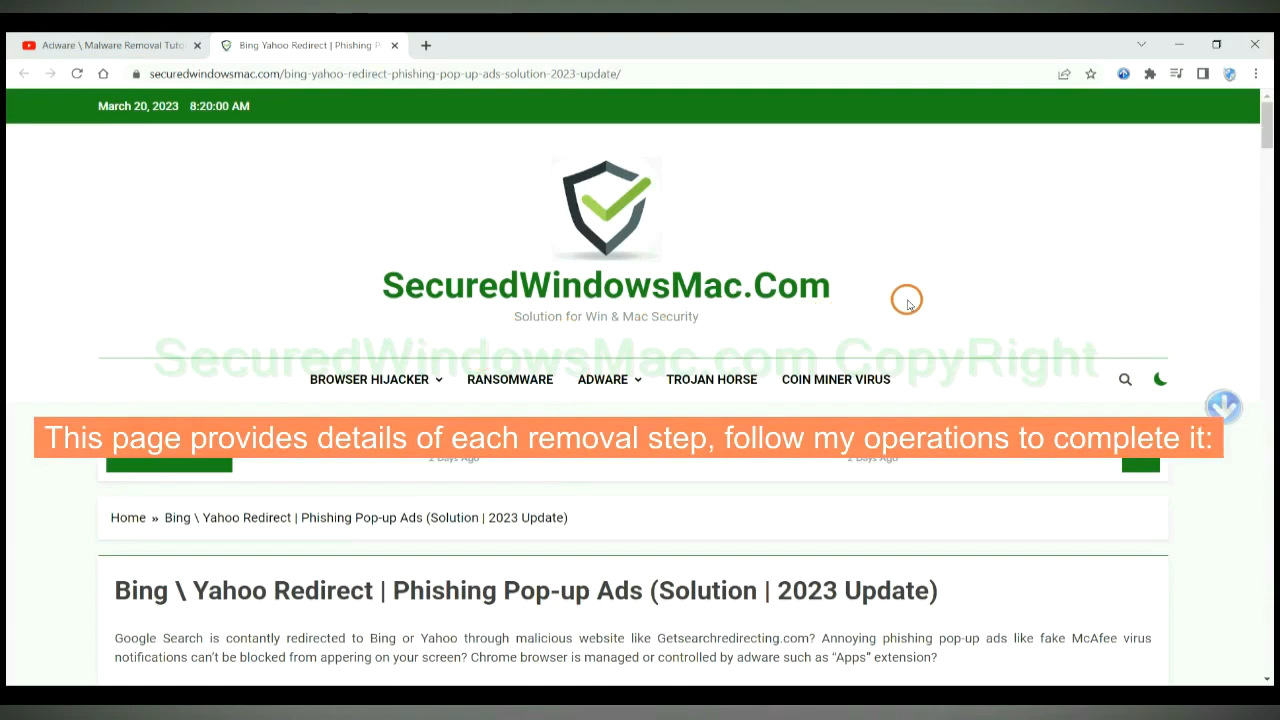 Adware \ Malware Removal Tuto
Bing Yahoo Redirect | Phishing P
securedwindowsmac.com/bing-yahoo-redirect-phishing-pop-up-ads-solution-2023-update/
March 20, 2023 8:20:00 AM
SecuredWindowsMac.Com
Solution for Win & Mac Security
SecuredWindowsMac.com CopyRight
BROWSER HIJACKER RANSOMWARE ADWARE TROJAN HORSE COIN MINER VIRUS
This page provides details of each removal step, follow my operations to complete it:
2 Days Ago 2 Days Ago
Home » Bing \ Yahoo Redirect | Phishing Pop-up Ads (Solution | 2023 Update)
Bing \ Yahoo Redirect | Phishing Pop-up Ads (Solution | 2023 Update)
Google Search is contantly redirected to Bing or Yahoo through malicious website like Getsearchredirecting.com? Annoying phishing pop-up ads like fake McAfee virus
notifications can't be blocked from appering on your screen? Chrome browser is managed or controlled by adware such as “Apps” extension?